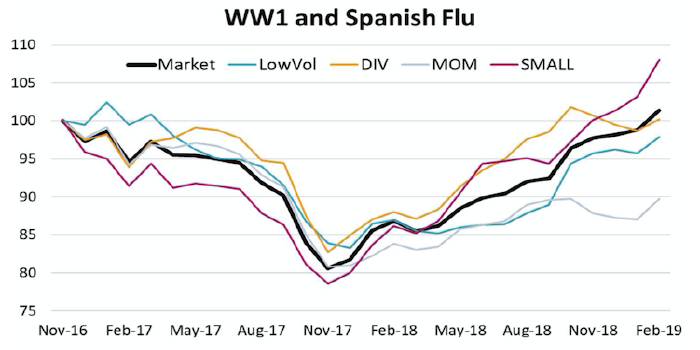 WW1 and Spanish Flu
110
Market LowVol DIV MOM SMALL
105
100
95
90
85
80
75
Nov-16 Feb-17 May-17 Aug-17 Nov-17 Feb-18 May-18 Aug-18 Nov-18 Feb-19